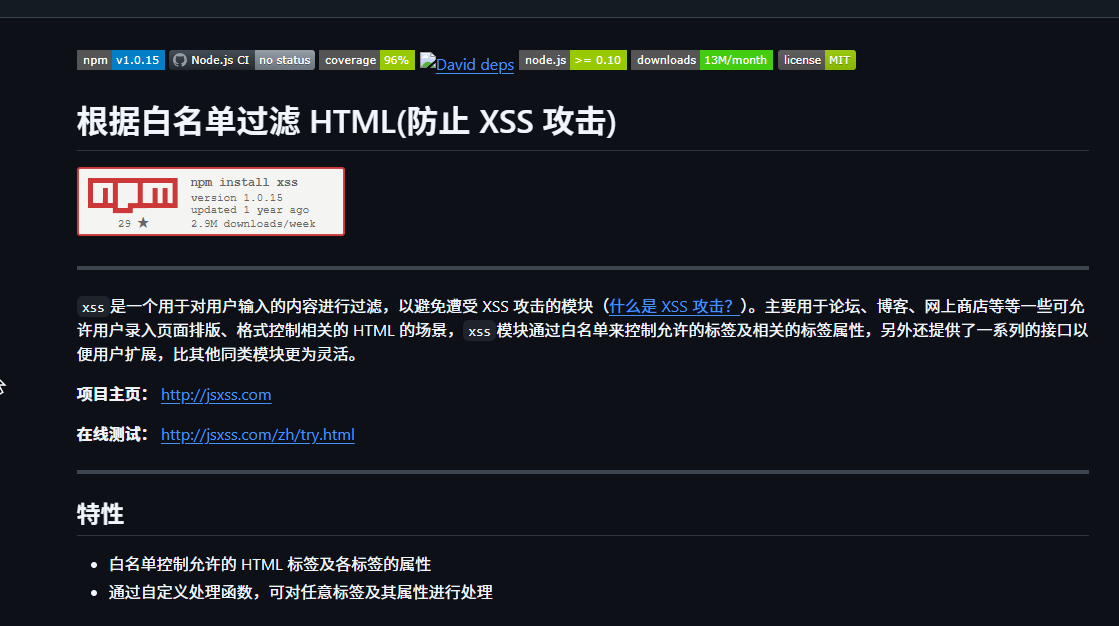 npm v1.0.15 Node.js CI no status coverage 96% David deps node.js >= 0.10 downloads 13M/month license MIT
根据白名单过滤 HTML(防止 XSS 攻击)
npm npm install xss
version 1.0.15
updated 1 year ago
29 ★ 2.9M downloads/week
xss 是一个用于对用户输入的内容进行过滤，以避免遭受 XSS 攻击的模块（什么是 XSS 攻击？）。主要用于论坛、博客、网上商店等等一些可允
许用户录入页面排版、格式控制相关的 HTML 的场景，xss 模块通过白名单来控制允许的标签及相关的标签属性，另外还提供了一系列的接口以
便用户扩展，比其他同类模块更为灵活。
项目主页： http://jsxss.com
在线测试： http://jsxss.com/zh/try.html
特性
• 白名单控制允许的 HTML 标签及各标签的属性
• 通过自定义处理函数，可对任意标签及其属性进行处理